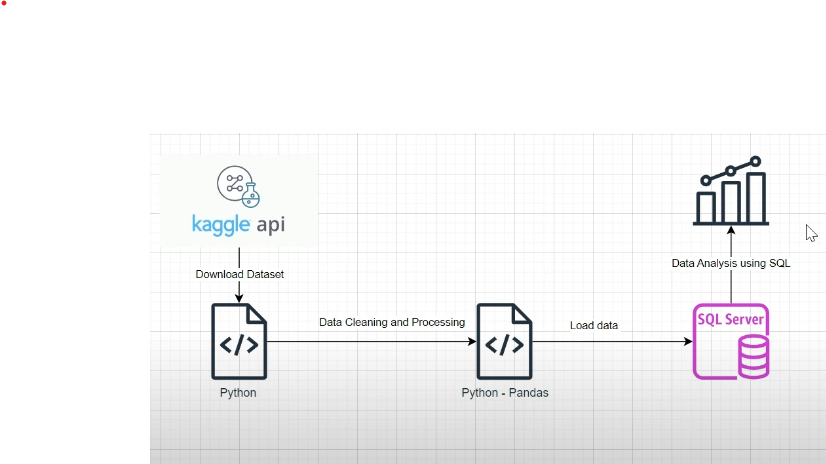 kaggle api
Download Dataset
Data Analysis using SQL
SQL Server
Data Cleaning and Processing
Load data
Python
Python - Pandas